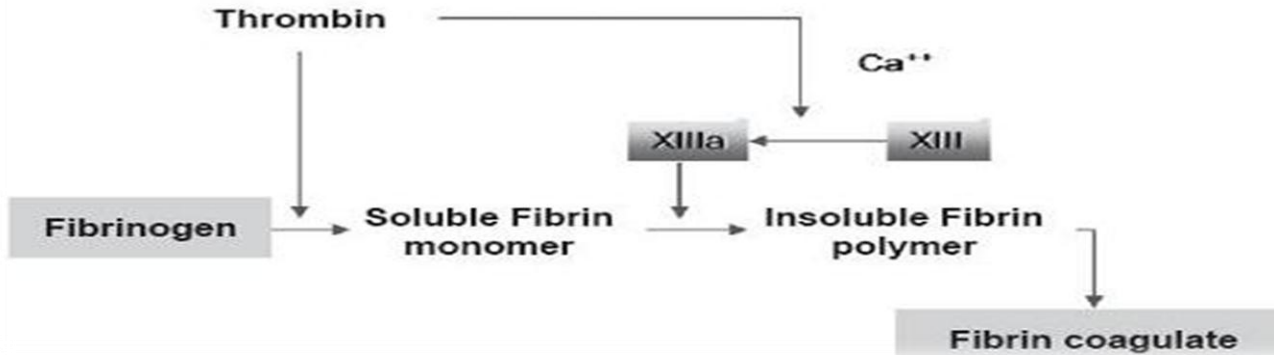 Thrombin
Ca⁺⁺
XIIIa
XIII
Fibrinogen
Soluble Fibrin
monomer
Insoluble Fibrin
polymer
Fibrin coagulate